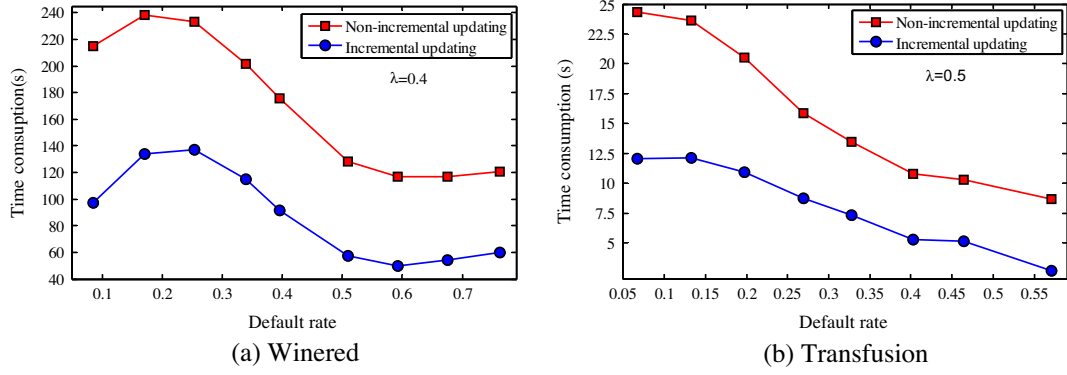 240
220
200
180
160
140
120
100
80
60
40
Time comsuption(s)
Non-incremental updating
Incremental updating
λ=0.4
0.1 0.2 0.3 0.4 0.5 0.6 0.7
Default rate
(a) Winered
25
22.5
20
17.5
15
12.5
10
7.5
5
Time consumption (s)
Non-incremental updating
Incremental updating
λ=0.5
0.05 0.1 0.15 0.2 0.25 0.3 0.35 0.4 0.45 0.5 0.55
Default rate
(b) Transfusion